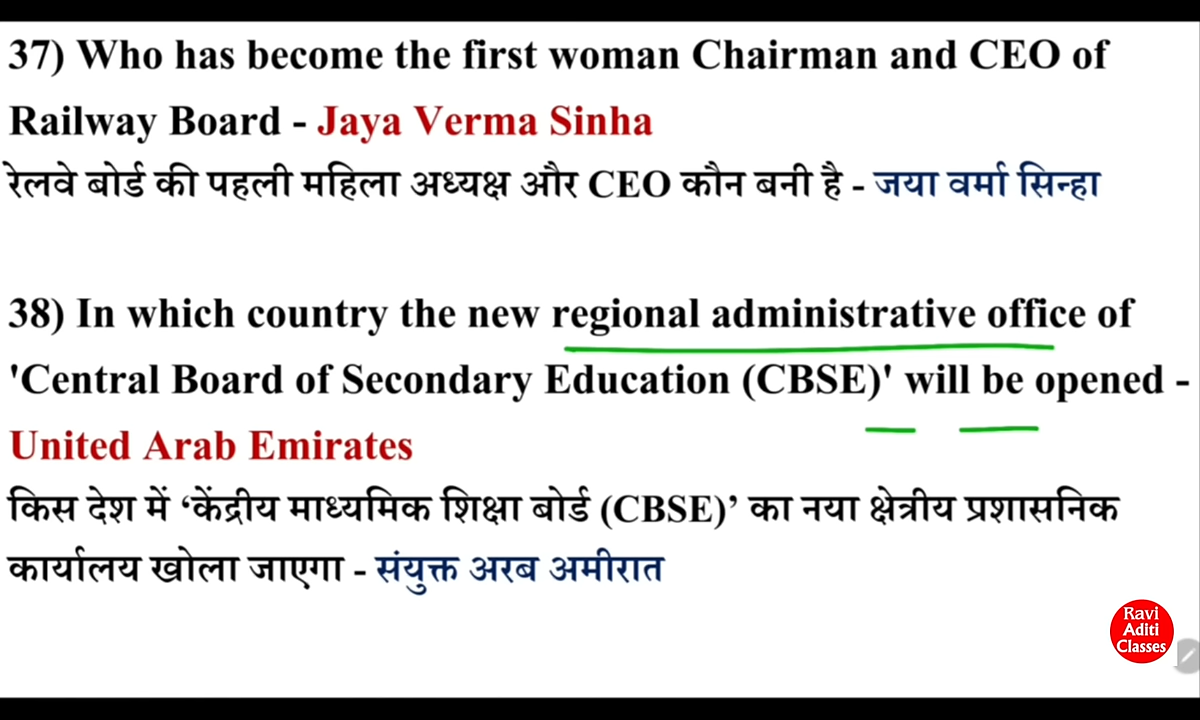 37) Who has become the first woman Chairman and CEO of
Railway Board - Jaya Verma Sinha
रेलवे बोर्ड की पहली महिला अध्यक्ष और CEO कौन बनी है - जया वर्मा सिन्हा
38) In which country the new regional administrative office of
'Central Board of Secondary Education (CBSE)' will be opened -
United Arab Emirates
किस देश में ‘केंद्रीय माध्यमिक शिक्षा बोर्ड (CBSE)’ का नया क्षेत्रीय प्रशासनिक
कार्यालय खोला जाएगा - संयुक्त अरब अमीरात
Ravi
Aditi
Classes